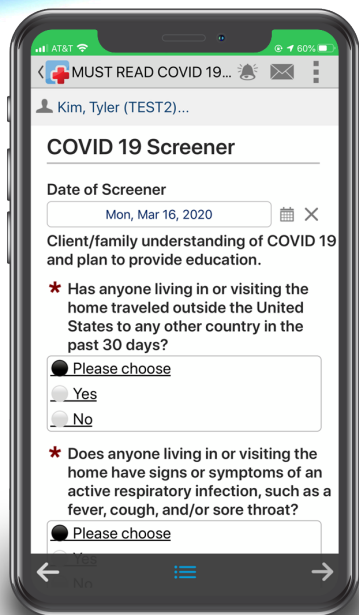 AT&T 60%
MUST READ COVID 19...
Kim, Tyler (TEST2)...
COVID 19 Screener
Date of Screener
Mon, Mar 16, 2020
Client/family understanding of COVID 19
and plan to provide education.
* Has anyone living in or visiting the
home traveled outside the United
States to any other country in the
past 30 days?
Please choose
Yes
No
* Does anyone living in or visiting the
home have signs or symptoms of an
active respiratory infection, such as a
fever, cough, and/or sore throat?
Please choose
Yes
No